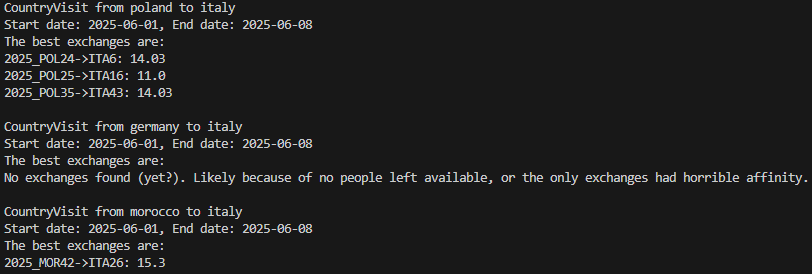 CountryVisit from poland to italy
Start date: 2025-06-01, End date: 2025-06-08
The best exchanges are:
2025_POL24->ITA6: 14.03
2025_POL25->ITA16: 11.0
2025_POL35->ITA43: 14.03
CountryVisit from germany to italy
Start date: 2025-06-01, End date: 2025-06-08
The best exchanges are:
No exchanges found (yet?). Likely because of no people left available, or the only exchanges had horrible affinity.
CountryVisit from morocco to italy
Start date: 2025-06-01, End date: 2025-06-08
The best exchanges are:
2025_MOR42->ITA26: 15.3